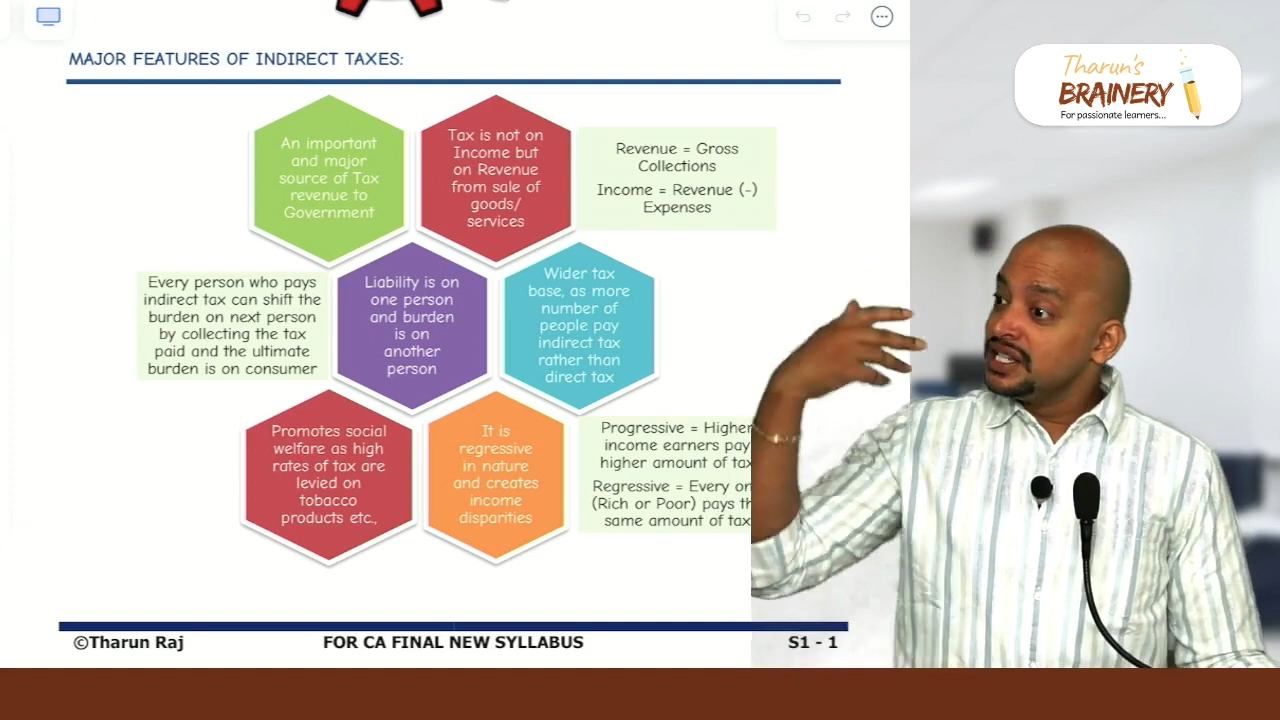 MAJOR FEATURES OF INDIRECT TAXES:
An important
and major
source of Tax
revenue to
Government
Tax is not on
Income but
on Revenue
from sale of
goods/
services
Revenue = Gross
Collections
Income = Revenue (-)
Expenses
Every person who pays
indirect tax can shift the
burden on next person
by collecting the tax
paid and the ultimate
burden is on consumer
Liability is on
one person
and burden
is on
another
person
Wider tax
base, as more
number of
people pay
indirect tax
rather than
direct tax
Promotes social
welfare as high
rates of tax are
levied on
tobacco
products etc.,
It is
regressive
in nature
and creates
income
disparities
Progressive = Higher
income earners pay
higher amount of tax
Regressive = Every
(Rich or Poor) pays
same amount of tax
©Tharun Raj
FOR CA FINAL NEW SYLLABUS
S1 - 1
Tharun's
BRAINERY
For passionate learners...